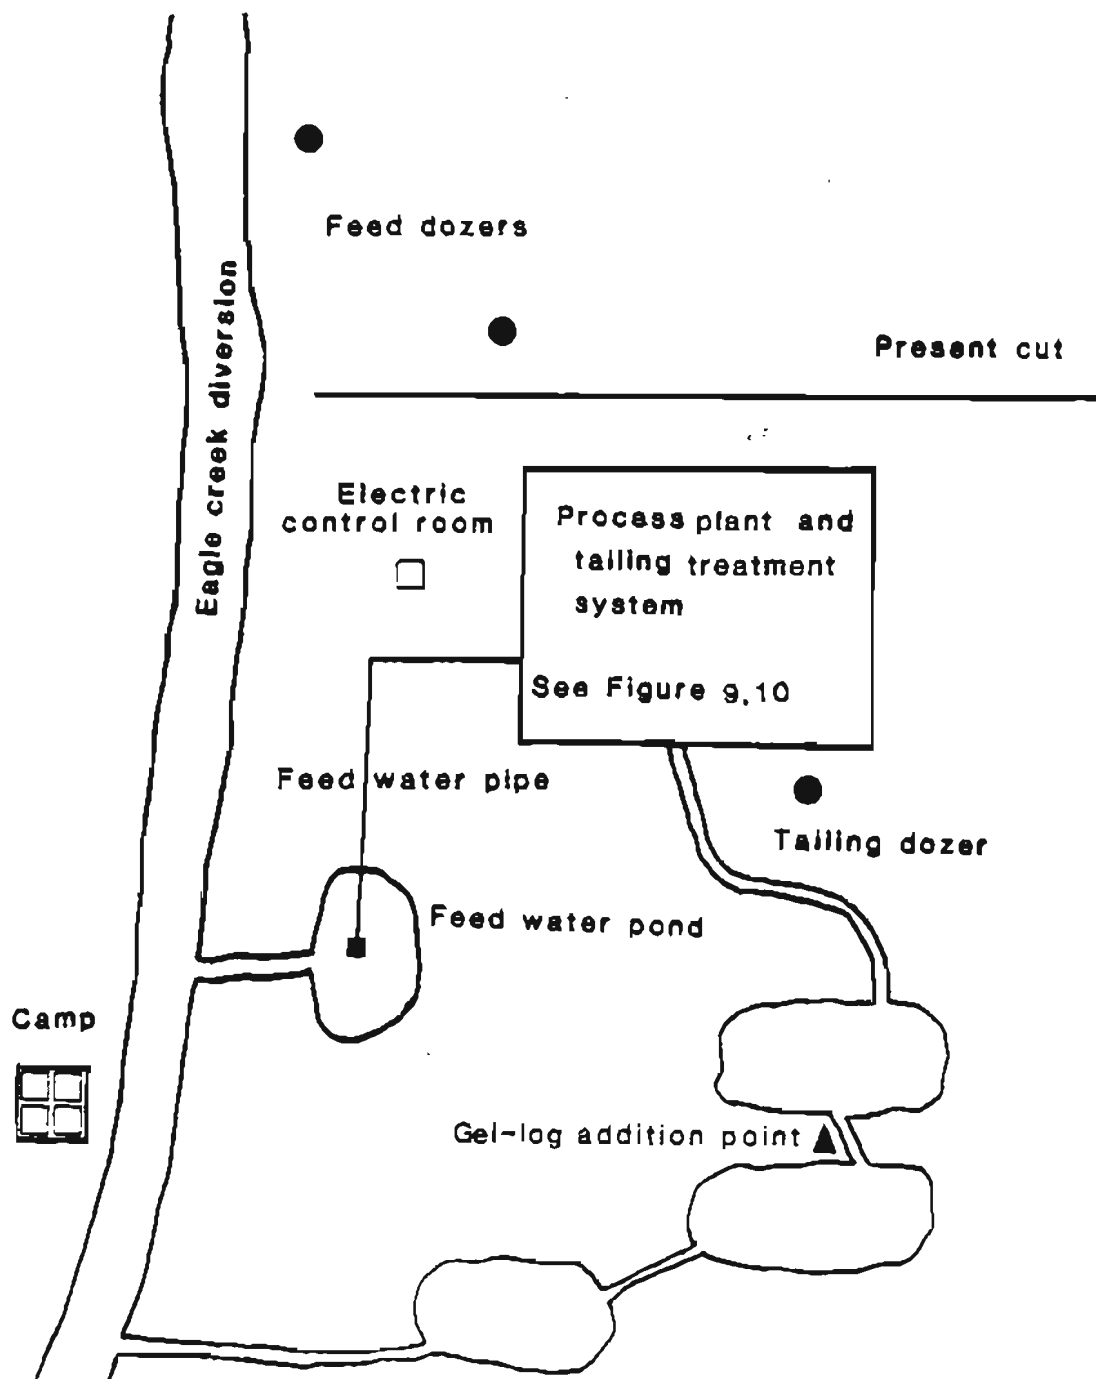 Feed dozers
Eagle creek diversion
Present cut
Electric
control room
Process plant and
tailing treatment
system
See Figure 9.10
Feed water pipe
Tailing dozer
Feed water pond
Camp
Gel-log addition point